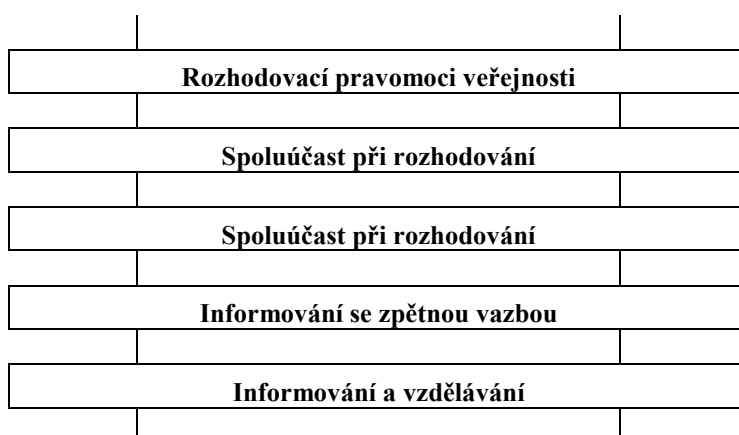 Rozhodovací pravomoci veřejnosti
Spoluúčast při rozhodování
Spoluúčast při rozhodování
Informování se zpětnou vazbou
Informování a vzdělávání